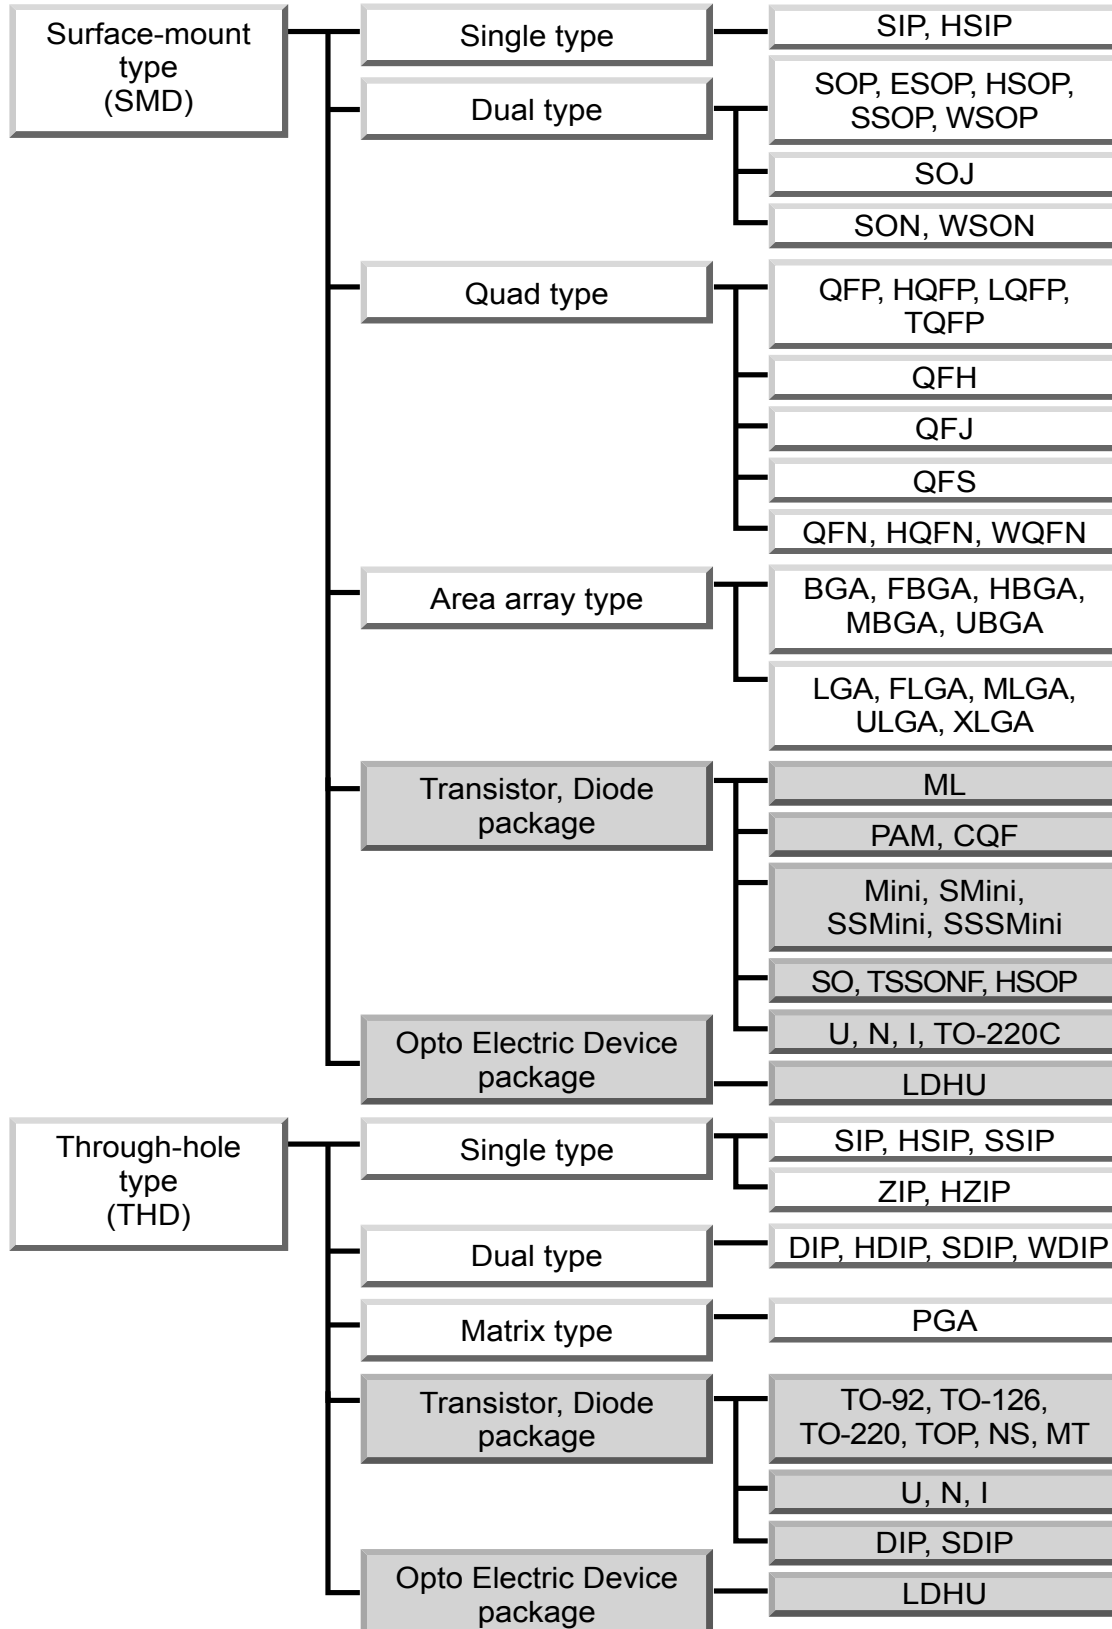 Surface-mount
type
(SMD)
Single type
SIP, HSIP
Dual type
SOP, ESOP, HSOP,
SSOP, WSOP
SOJ
SON, WSON
Quad type
QFP, HQFP, LQFP,
TQFP
QFH
QFJ
QFS
QFN, HQFN, WQFN
Area array type
BGA, FBGA, HBGA,
MBGA, UBGA
LGA, FLGA, MLGA,
ULGA, XLGA
Transistor, Diode
package
ML
PAM, CQF
Mini, SMini,
SSMini, SSSMini
SO, TSSONF, HSOP
U, N, I, TO-220C
Opto Electric Device
package
LDHU
Through-hole
type
(THD)
Single type
SIP, HSIP, SSIP
ZIP, HZIP
Dual type
DIP, HDIP, SDIP, WDIP
Matrix type
PGA
Transistor, Diode
package
TO-92, TO-126,
TO-220, TOP, NS, MT
U, N, I
DIP, SDIP
Opto Electric Device
package
LDHU